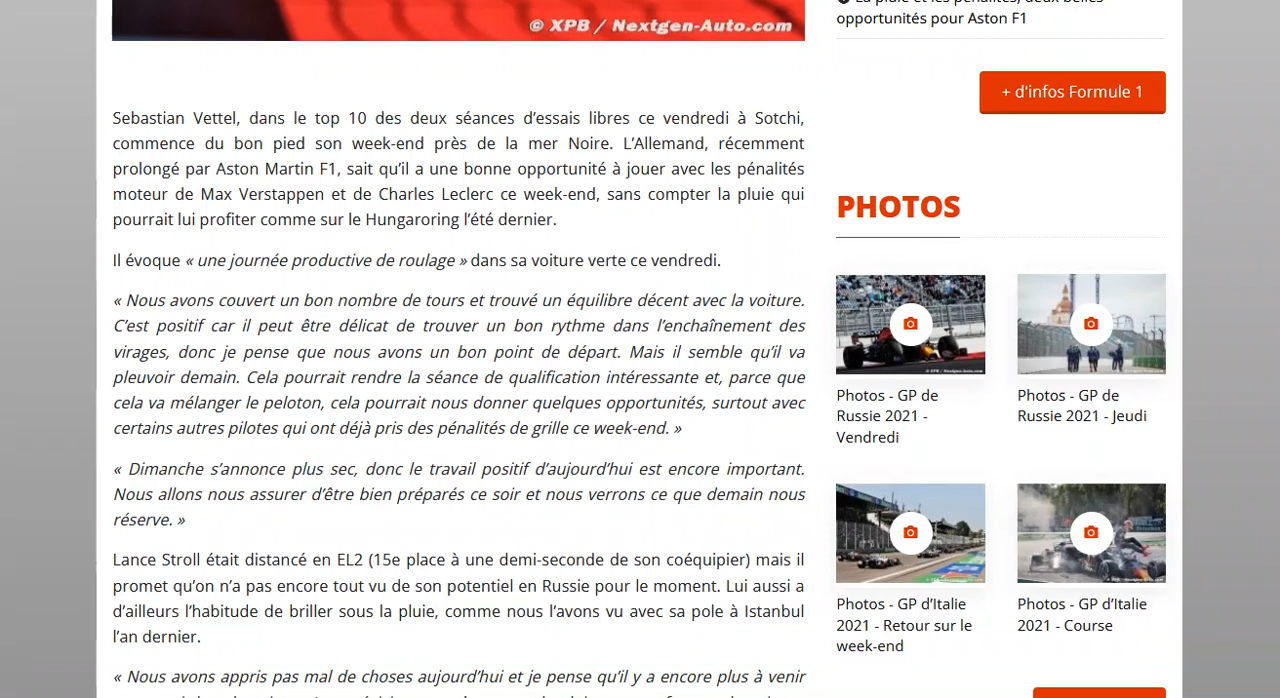 © XPB / Nextgen-Auto.com
Sebastian Vettel, dans le top 10 des deux séances d’essais libres ce vendredi à Sotchi,
commence du bon pied son week-end près de la mer Noire. L’Allemand, récemment
prolongé par Aston Martin F1, sait qu’il a une bonne opportunité à jouer avec les pénalités
moteur de Max Verstappen et de Charles Leclerc ce week-end, sans compter la pluie qui
pourrait lui profiter comme sur le Hungaroring l’été dernier.
Il évoque « une journée productive de roulage » dans sa voiture verte ce vendredi.
« Nous avons couvert un bon nombre de tours et trouvé un équilibre décent avec la voiture.
C’est positif car il peut être délicat de trouver un bon rythme dans l’enchaînement des
virages, donc je pense que nous avons un bon point de départ. Mais il semble qu’il va
pleuvoir demain. Cela pourrait rendre la séance de qualification intéressante et, parce que
cela va mélanger le peloton, cela pourrait nous donner quelques opportunités, surtout avec
certains autres pilotes qui ont déjà pris des pénalités de grille ce week-end. »
« Dimanche s’annonce plus sec, donc le travail positif d’aujourd’hui est encore important.
Nous allons nous assurer d’être bien préparés ce soir et nous verrons ce que demain nous
réserve. »
Lance Stroll était distancé en EL2 (15e place à une demi-seconde de son coéquipier) mais il
promet qu’on n’a pas encore tout vu de son potentiel en Russie pour le moment. Lui aussi a
d’ailleurs l’habitude de briller sous la pluie, comme nous l’avons vu avec sa pole à Istanbul
l’an dernier.
« Nous avons appris pas mal de choses aujourd’hui et je pense qu’il y a encore plus à venir
La pluie et les pénalités, deux belles
opportunités pour Aston F1
+ d'infos Formule 1
PHOTOS
Photos - GP de
Russie 2021 -
Vendredi
Photos - GP de
Russie 2021 - Jeudi
Photos - GP d’Italie
2021 - Retour sur le
week-end
Photos - GP d’Italie
2021 - Course